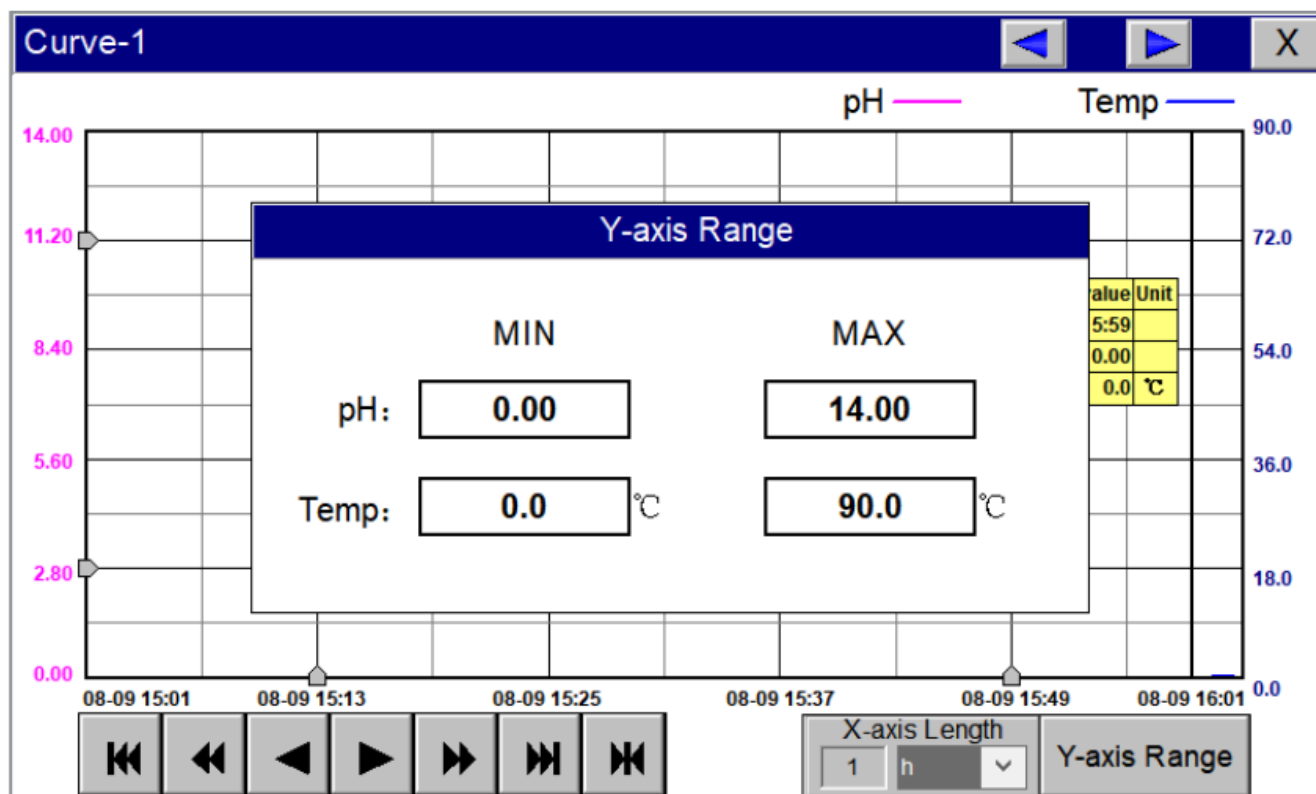 Curve-1 X
pH Temp
14.00 90.0
Y-axis Range
11.20 72.0
Unit
MIN MAX
5:59
8.40 54.0
0.00
0.0 ℃
pH: 0.00 14.00
5.60 36.0
Temp: 0.0 ℃ 90.0 ℃
2.80 18.0
0.00 0.0
08-09 15:01 08-09 15:13 08-09 15:25 08-09 15:37 08-09 15:49 08-09 16:01
X-axis Length
1 h Y-axis Range